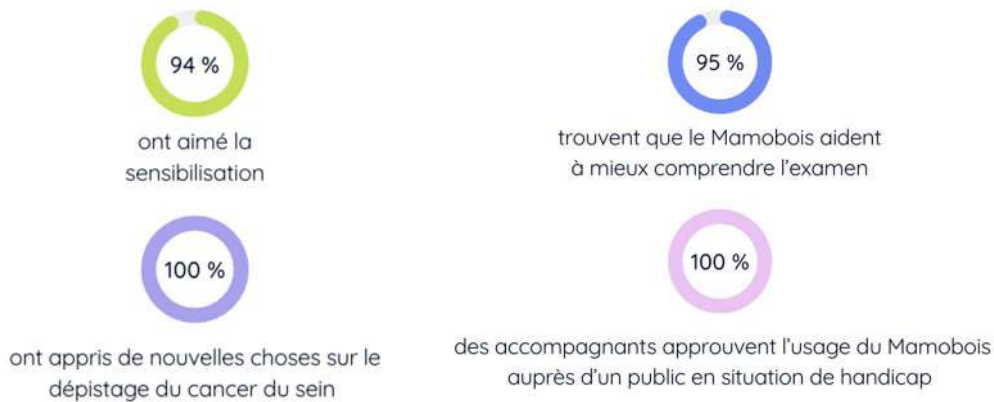 94 %
ont aimé la
sensibilisation
95 %
trouvent que le Mamobois aident
à mieux comprendre l'examen
100 %
ont appris de nouvelles choses sur le
dépistage du cancer du sein
100 %
des accompagnants approuvent l'usage du Mamobois
auprès d'un public en situation de handicap